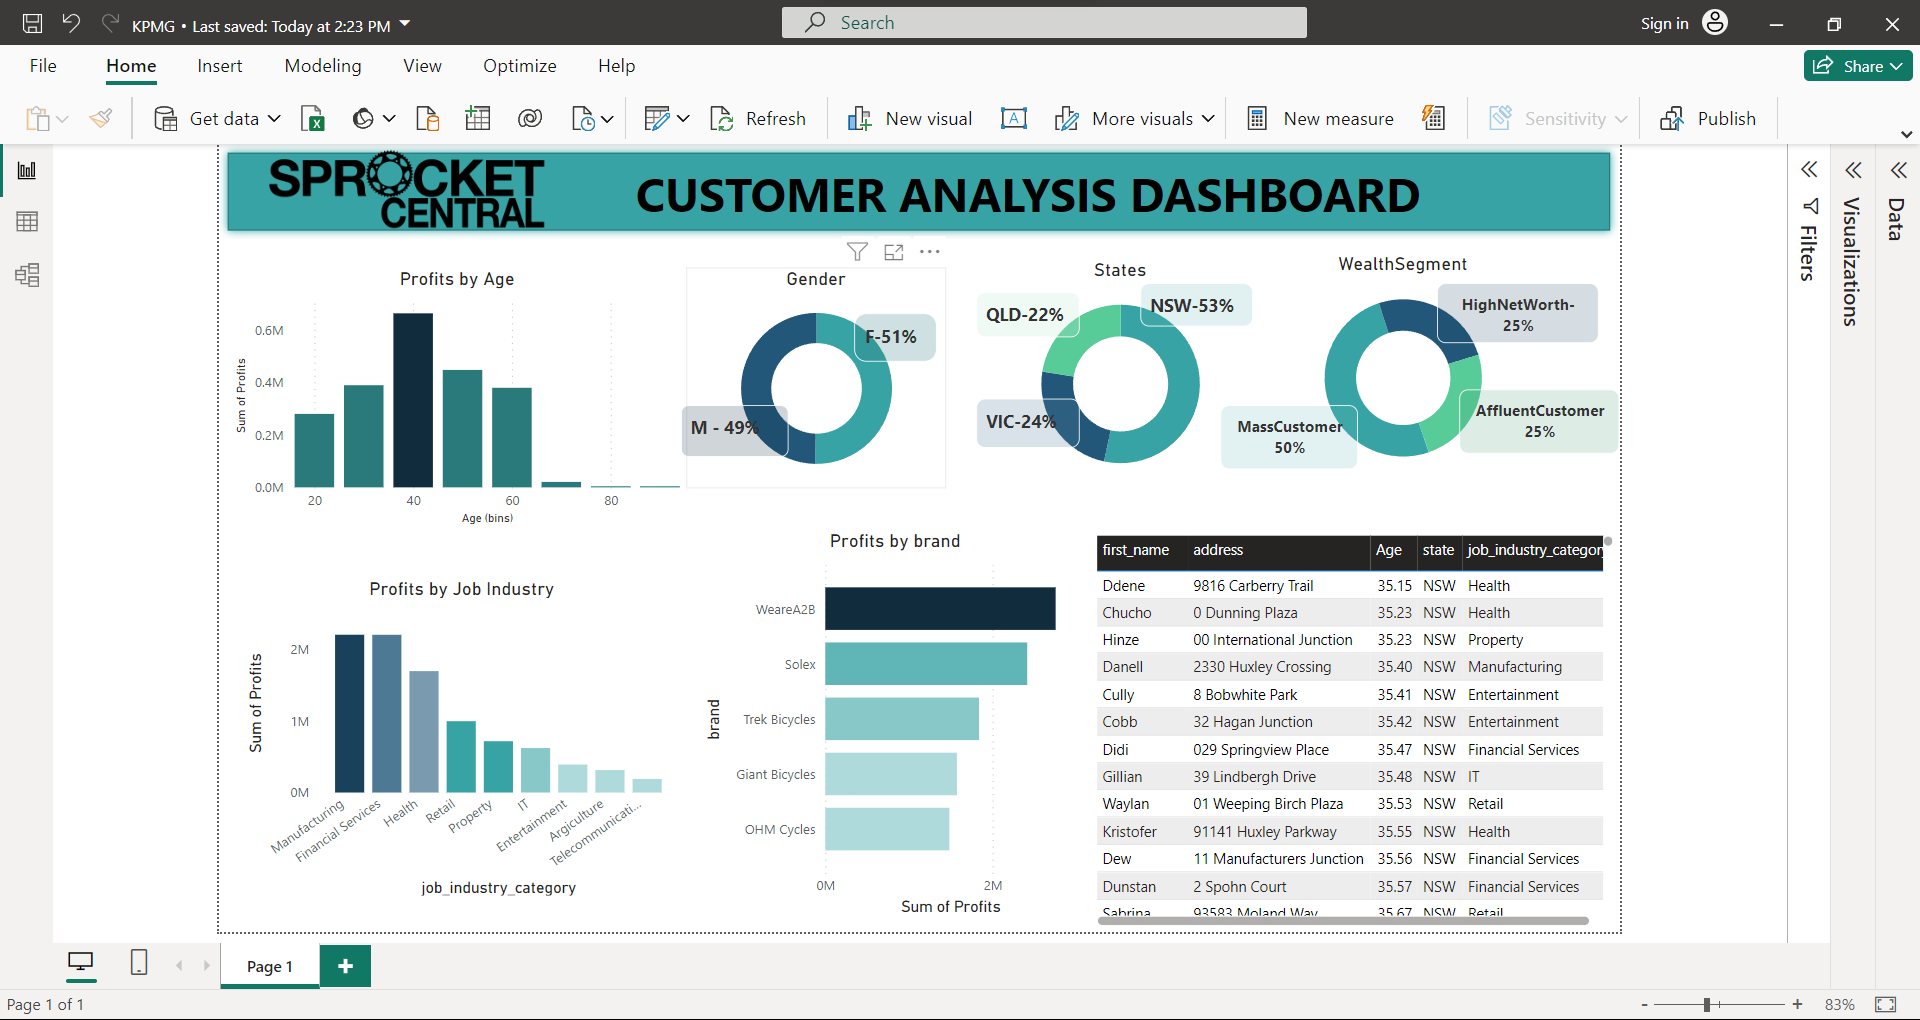 KPMG • Last saved: Today at 2:23 PM
Search
Sign in
File Home Insert Modeling View Optimize Help
Share
Get data
Refresh
New visual
A
More visuals
New measure
Sensitivity
Publish
SPROCKET
CENTRAL
CUSTOMER ANALYSIS DASHBOARD
Filters
Visualizations
Data
Profits by Age
Sum of Profits
0.6M
0.4M
0.2M
0.0M
20 40 60 80
Age (bins)
Gender
F-51%
M - 49%
States
QLD-22%
NSW-53%
VIC-24%
WealthSegment
HighNetWorth-
25%
AffluentCustomer
25%
MassCustomer
50%
Profits by Job Industry
Sum of Profits
2M
1M
0M
Manufacturing
Financial Services
Health
Retail
Property
IT
Entertainment
Argiculture
Telecommunicati...
job_industry_category
Profits by brand
brand
WeareA2B
Solex
Trek Bicycles
Giant Bicycles
OHM Cycles
0M 2M
Sum of Profits
first_name address Age state job_industry_category
Ddene 9816 Carberry Trail 35.15 NSW Health
Chucho 0 Dunning Plaza 35.23 NSW Health
Hinze 00 International Junction 35.23 NSW Property
Danell 2330 Huxley Crossing 35.40 NSW Manufacturing
Cully 8 Bobwhite Park 35.41 NSW Entertainment
Cobb 32 Hagan Junction 35.42 NSW Entertainment
Didi 029 Springview Place 35.47 NSW Financial Services
Gillian 39 Lindbergh Drive 35.48 NSW IT
Waylan 01 Weeping Birch Plaza 35.53 NSW Retail
Kristofer 91141 Huxley Parkway 35.55 NSW Health
Dew 11 Manufacturers Junction 35.56 NSW Financial Services
Dunstan 2 Spohn Court 35.57 NSW Financial Services
Sabrina 93583 Moland Way 35.67 NSW Retail
Page 1
Page 1 of 1
- + 83%